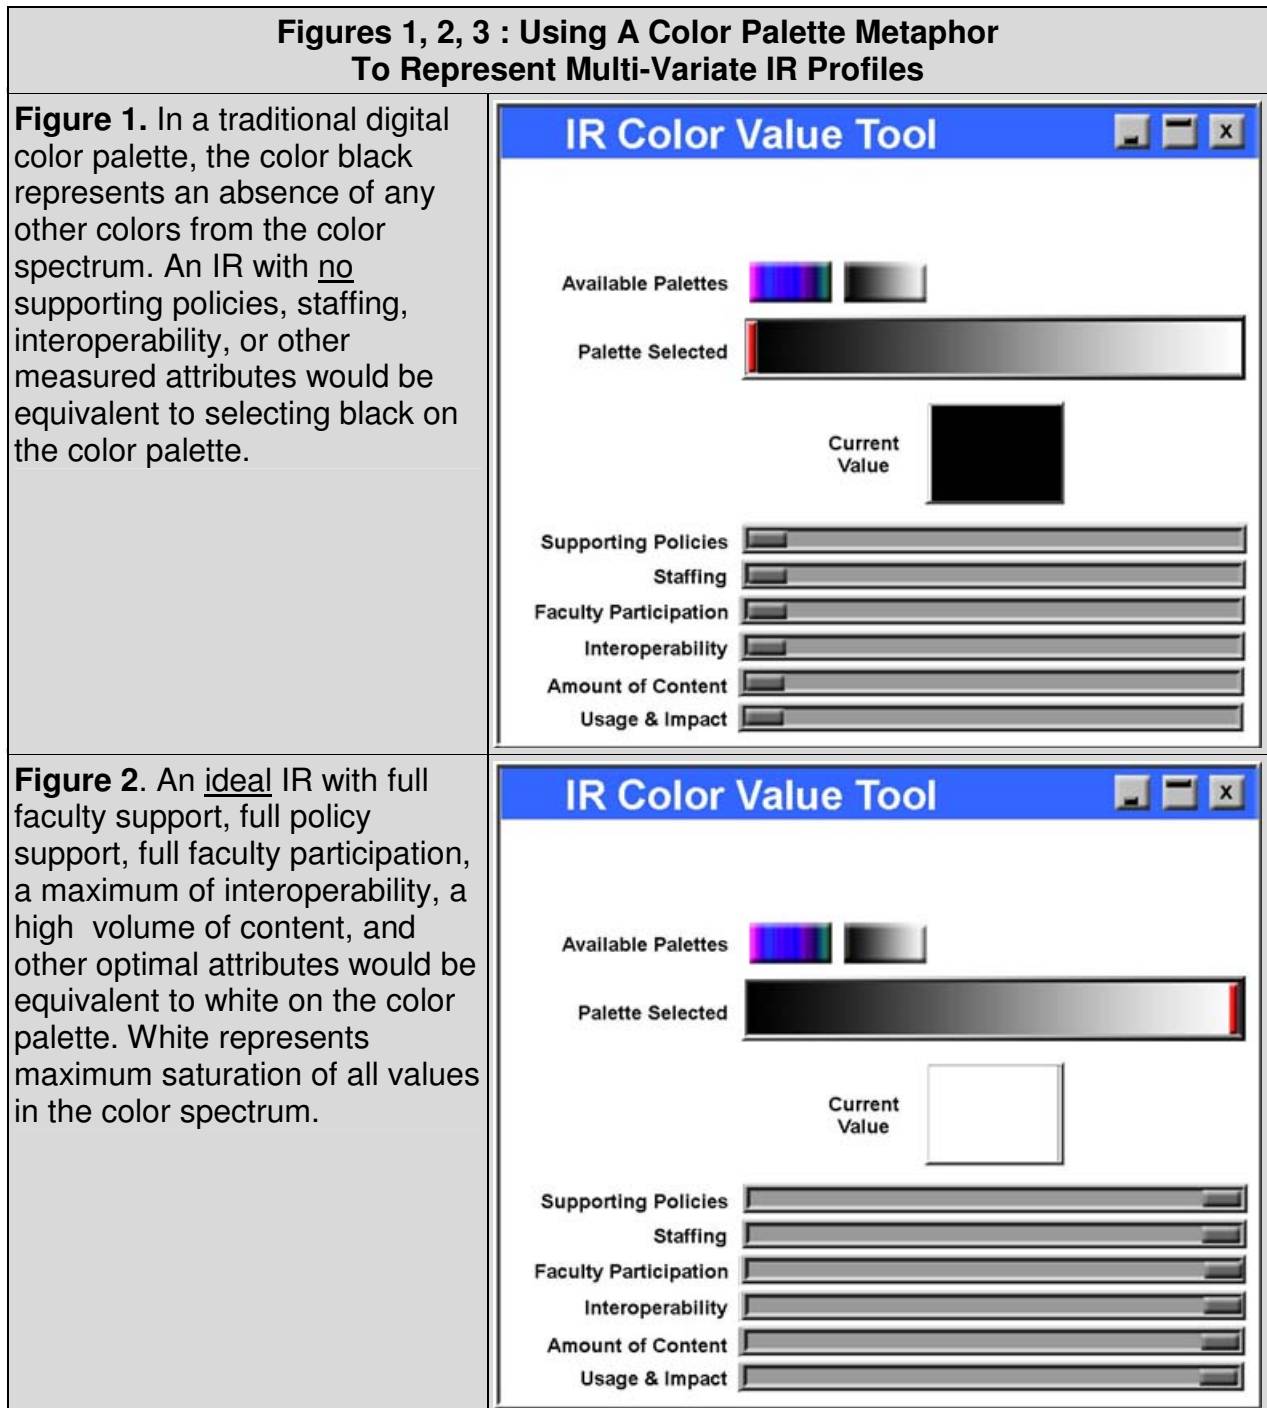 Figures 1, 2, 3 : Using A Color Palette Metaphor
To Represent Multi-Variate IR Profiles
Figure 1. In a traditional digital
color palette, the color black
represents an absence of any
other colors from the color
spectrum. An IR with no
supporting policies, staffing,
interoperability, or other
measured attributes would be
equivalent to selecting black on
the color palette.
IR Color Value Tool
x
Available Palettes
Palette Selected
Current
Value
Supporting Policies
Staffing
Faculty Participation
Interoperability
Amount of Content
Usage & Impact
Figure 2. An ideal IR with full
faculty support, full policy
support, full faculty participation,
a maximum of interoperability, a
high volume of content, and
other optimal attributes would be
equivalent to white on the color
palette. White represents
maximum saturation of all values
in the color spectrum.
IR Color Value Tool
x
Available Palettes
Palette Selected
Current
Value
Supporting Policies
Staffing
Faculty Participation
Interoperability
Amount of Content
Usage & Impact